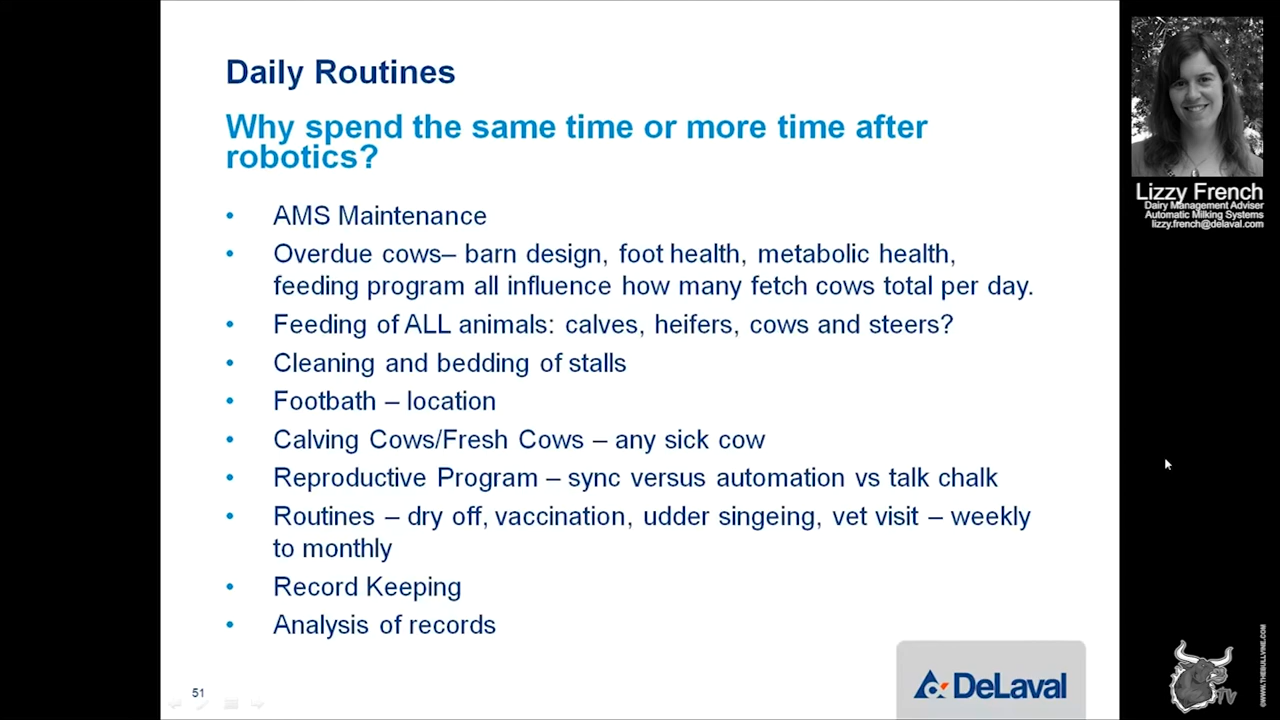 Daily Routines
Why spend the same time or more time after
robotics?
• AMS Maintenance
• Overdue cows– barn design, foot health, metabolic health,
feeding program all influence how many fetch cows total per day.
• Feeding of ALL animals: calves, heifers, cows and steers?
• Cleaning and bedding of stalls
• Footbath – location
• Calving Cows/Fresh Cows – any sick cow
• Reproductive Program – sync versus automation vs talk chalk
• Routines – dry off, vaccination, udder singeing, vet visit – weekly
to monthly
• Record Keeping
• Analysis of records
51
DeLaval
Lizzy French
Dairy Management Adviser
Automatic Milking Systems
lizzy.french@delaval.com
TV
©WWW.THEBULLVINE.COM